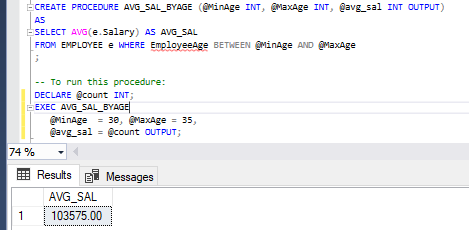 CREATE PROCEDURE AVG_SAL_BYAGE (@MinAge INT, @MaxAge INT, @avg_sal INT OUTPUT)
AS
SELECT AVG(e.Salary) AS AVG_SAL
FROM EMPLOYEE e WHERE EmployeeAge BETWEEN @MinAge AND @MaxAge
;
-- To run this procedure:
DECLARE @count INT;
EXEC AVG_SAL_BYAGE
@MinAge = 30, @MaxAge = 35,
@avg_sal = @count OUTPUT;
74 %
Results Messages
AVG_SAL
1 103575.00